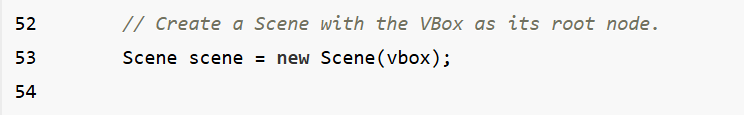 52 // Create a Scene with the VBox as its root node.
53 Scene scene = new Scene(vbox);
54